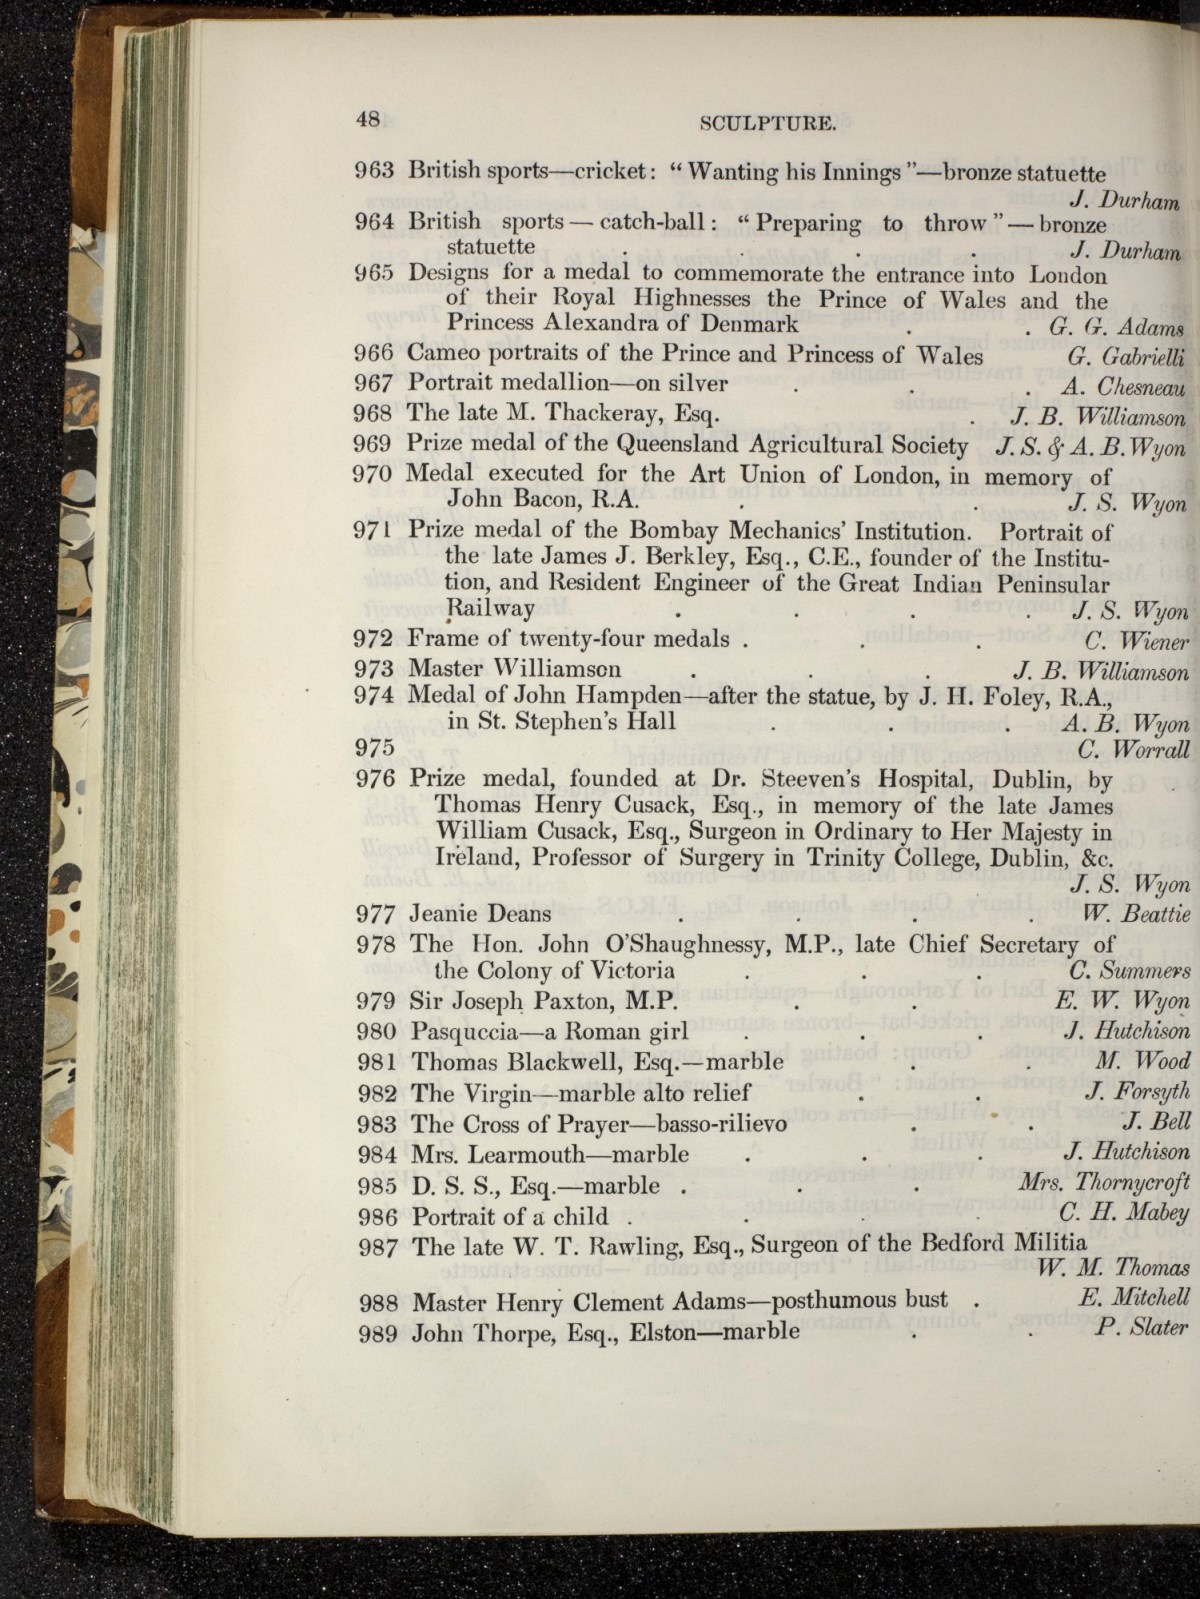 48 SCULPTURE.
963 British sports—cricket: “Wanting his Innings”—bronze statuette
J. Durham
964 British sports—catch-ball: “Preparing to throw”—bronze
statuette . . . . J. Durham
965 Designs for a medal to commemorate the entrance into London
of their Royal Highnesses the Prince of Wales and the
Princess Alexandra of Denmark . . G. G. Adams
966 Cameo portraits of the Prince and Princess of Wales G. Gabrielli
967 Portrait medallion—on silver . . . A. Chesneau
968 The late M. Thackeray, Esq. . J. B. Williamson
969 Prize medal of the Queensland Agricultural Society J. S. & A. B. Wyon
970 Medal executed for the Art Union of London, in memory of
John Bacon, R.A. . . . J. S. Wyon
971 Prize medal of the Bombay Mechanics’ Institution. Portrait of
the late James J. Berkley, Esq., C.E., founder of the Institu-
tion, and Resident Engineer of the Great Indian Peninsular
Railway . . . . J. S. Wyon
972 Frame of twenty-four medals . . . C. Wiener
973 Master Williamson . . . J. B. Williamson
974 Medal of John Hampden—after the statue, by J. H. Foley, R.A.,
in St. Stephen’s Hall . . . A. B. Wyon
975 C. Worrall
976 Prize medal, founded at Dr. Steeven’s Hospital, Dublin, by
Thomas Henry Cusack, Esq., in memory of the late James
William Cusack, Esq., Surgeon in Ordinary to Her Majesty in
Ireland, Professor of Surgery in Trinity College, Dublin, &c.
J. S. Wyon
977 Jeanie Deans . . . . W. Beattie
978 The Hon. John O’Shaughnessy, M.P., late Chief Secretary of
the Colony of Victoria . . . C. Summers
979 Sir Joseph Paxton, M.P. . . E. W. Wyon
980 Pasquccia—a Roman girl . . . J. Hutchison
981 Thomas Blackwell, Esq.—marble . . M. Wood
982 The Virgin—marble alto relief . . J. Forsyth
983 The Cross of Prayer—basso-rilievo . . J. Bell
984 Mrs. Learmouth—marble . . . J. Hutchison
985 D. S. S., Esq.—marble . . . Mrs. Thornycroft
986 Portrait of a child . . . . C. H. Mabey
987 The late W. T. Rawling, Esq., Surgeon of the Bedford Militia
W. M. Thomas
988 Master Henry Clement Adams—posthumous bust . E. Mitchell
989 John Thorpe, Esq., Elston—marble . . P. Slater